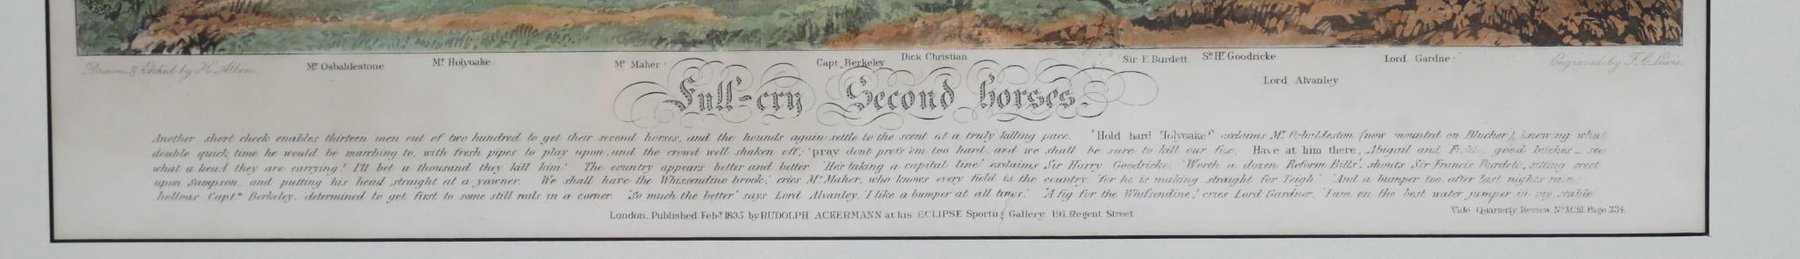 Drawn & Etched by H. Alken.
Mr Osbaldestone
Mr Holyoake
Mr Maher
Capt Berkeley
Dick Christian
Sir F. Burdett
Sr Hy Goodricke
Lord Alvanley
Lord Gardner
Engraved by F. C. Lewis.
Full-cry Second Horses.
Another short check enables thirteen men out of two hundred to get their second horses, and the hounds again settle to the scent at a truly killing pace. 'Hold hard Holyoake!' exclaims Mr Osbaldeston (now mounted on Blucher), knowing what
double quick time he would be marching to, with fresh pipes to play upon, and the crowd well shaken off; 'pray dont press 'em too hard, and we shall be sure to kill our fox. Have at him there, Abigail and good bitches – see
what a head they are carrying! I'll bet a thousand they kill him.' The country appears better and better. 'He's taking a capital line' exclaims Sir Harry Goodricke. 'Worth a dozen Reform Bills', shouts Sir Francis Burdett, sitting erect
upon Sampson, and putting his head straight at a yawner. 'We shall have the Whissendine brook,' cries Mr Maher, who knows every field in the country, 'for he is making straight for Teigh'. 'And a bumper too, after last night's rain,'
holloas Captn Berkeley, determined to get first to some stiff rails in a corner. 'So much the better' says Lord Alvanley, 'I like a bumper at all times.' 'A fig for the Whissendine,' cries Lord Gardner, 'I am on the best water jumper in my stable.'
London, Published Feby 1835, by RUDOLPH ACKERMANN at his ECLIPSE Sporting Gallery, 191, Regent Street.
Vide Quarterly Review, No XCIII. Page 234.